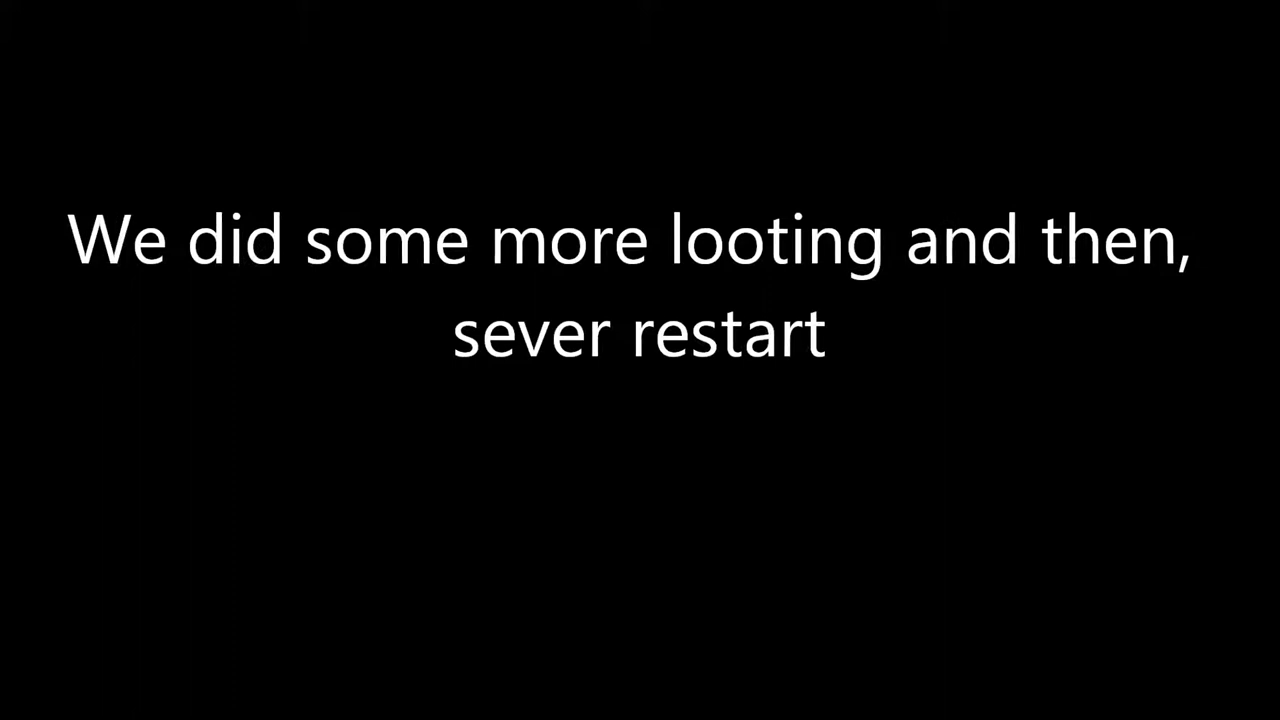 We did some more looting and then,
sever restart